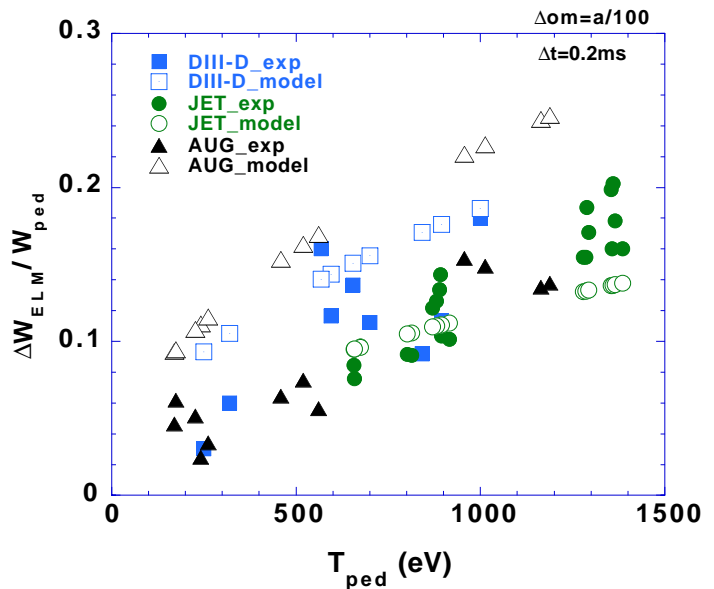 Δom=a/100
Δt=0.2ms
0.3
DIII-D_exp
DIII-D_model
JET_exp
JET_model
AUG_exp
AUG_model
0.2
0.1
0
ΔW_ELM/W_ped
0 500 1000 1500
T_ped (eV)